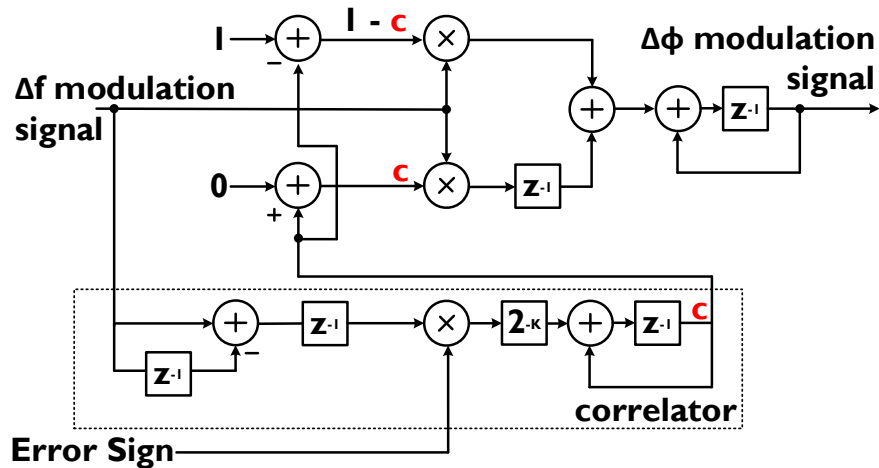 1
1 - c
−
Δf modulation
signal
Δϕ modulation
signal
z-1
0
c
+
z-1
z-1
z-1
2-K
z-1
c
−
correlator
Error Sign